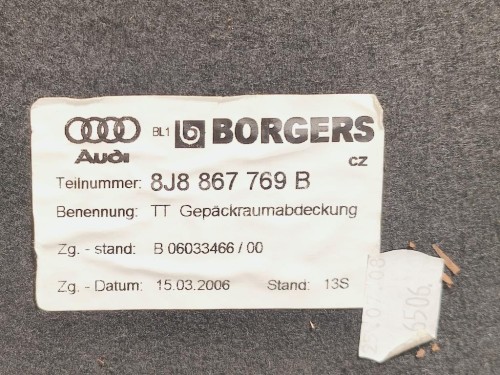 BL1 BORGERS
Audi CZ
Teilnummer: 8J8 867 769 B
Benennung: TT Gepäckraumabdeckung
Zg. - stand: B 06033466 / 00
Zg. - Datum: 15.03.2006 Stand: 13S
6506